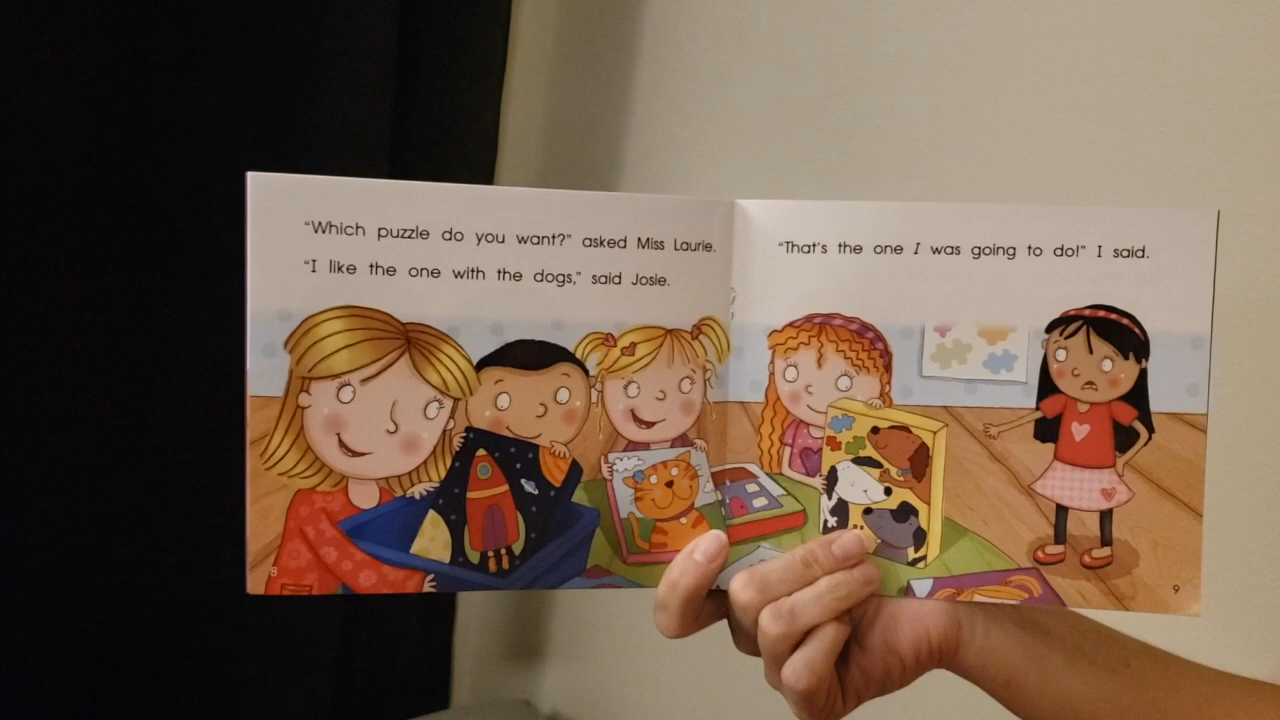 “Which puzzle do you want?” asked Miss Laurie.
“I like the one with the dogs,” said Josie.
8
“That's the one I was going to do!” I said.
9